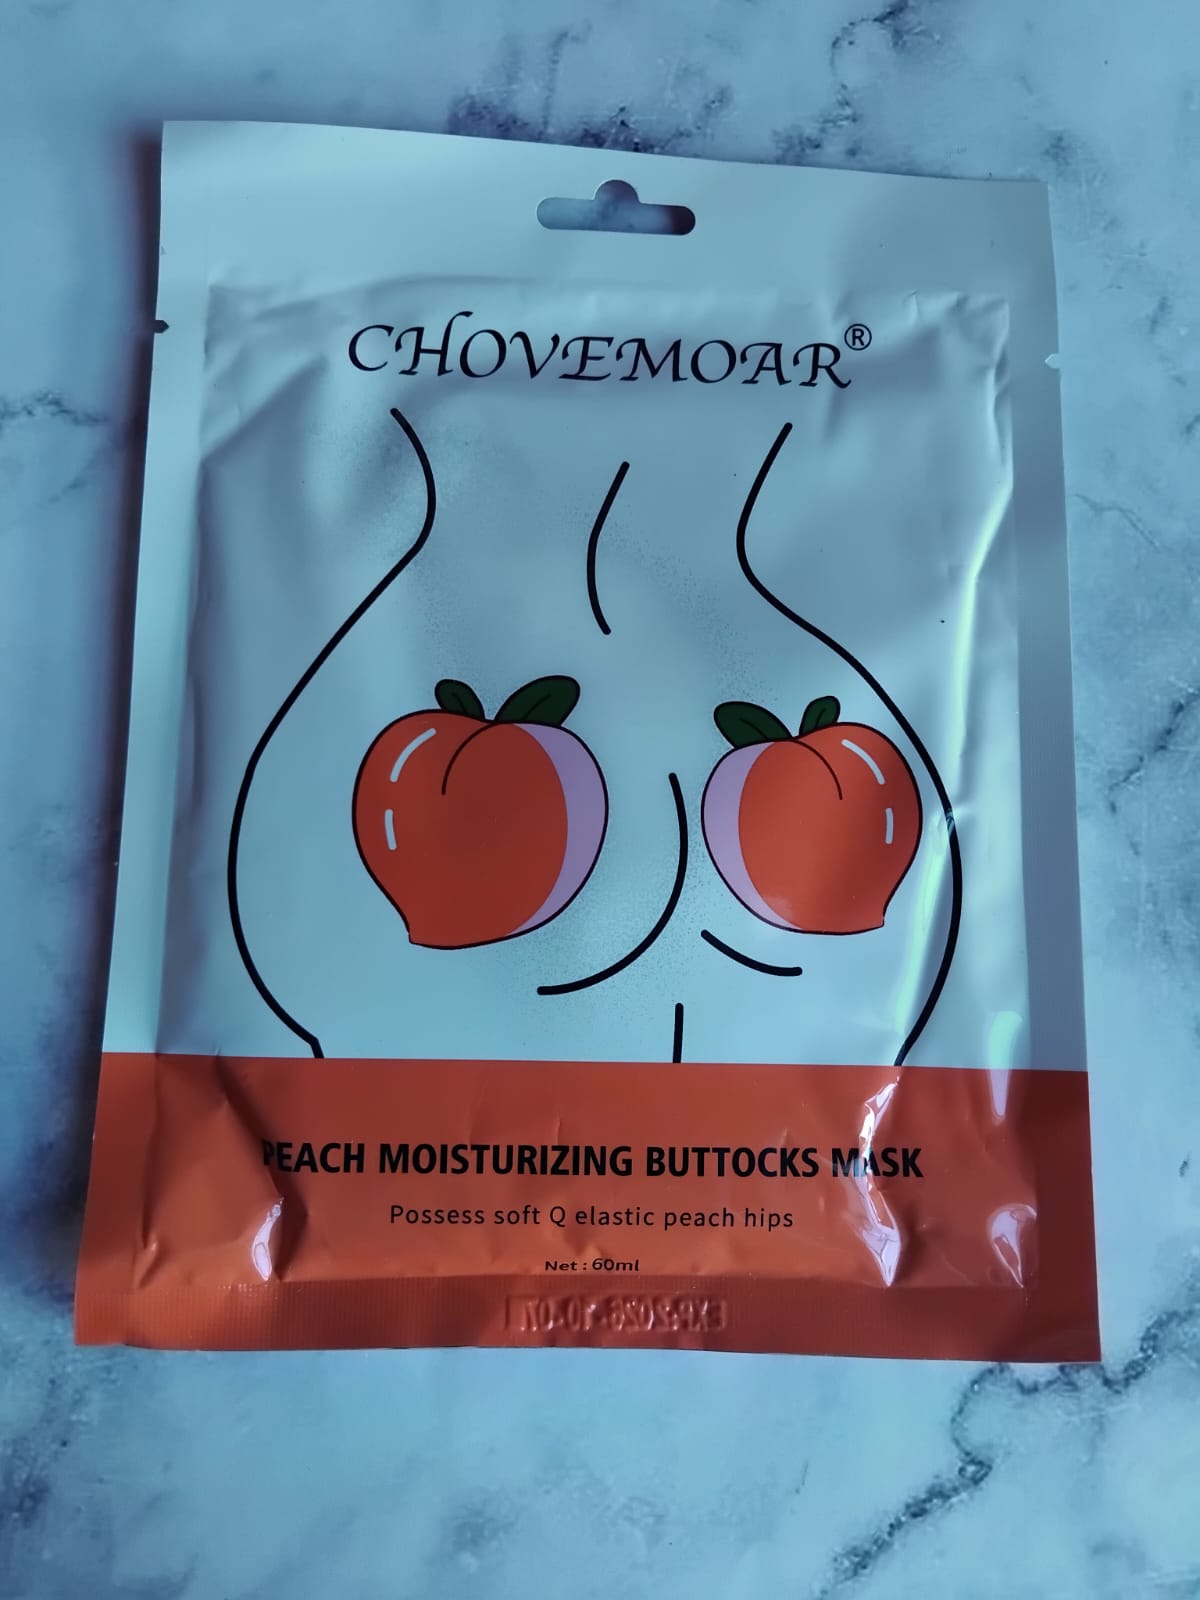 CHOVEMOAR®
PEACH MOISTURIZING BUTTOCKS MASK
Possess soft Q elastic peach hips
Net : 60ml